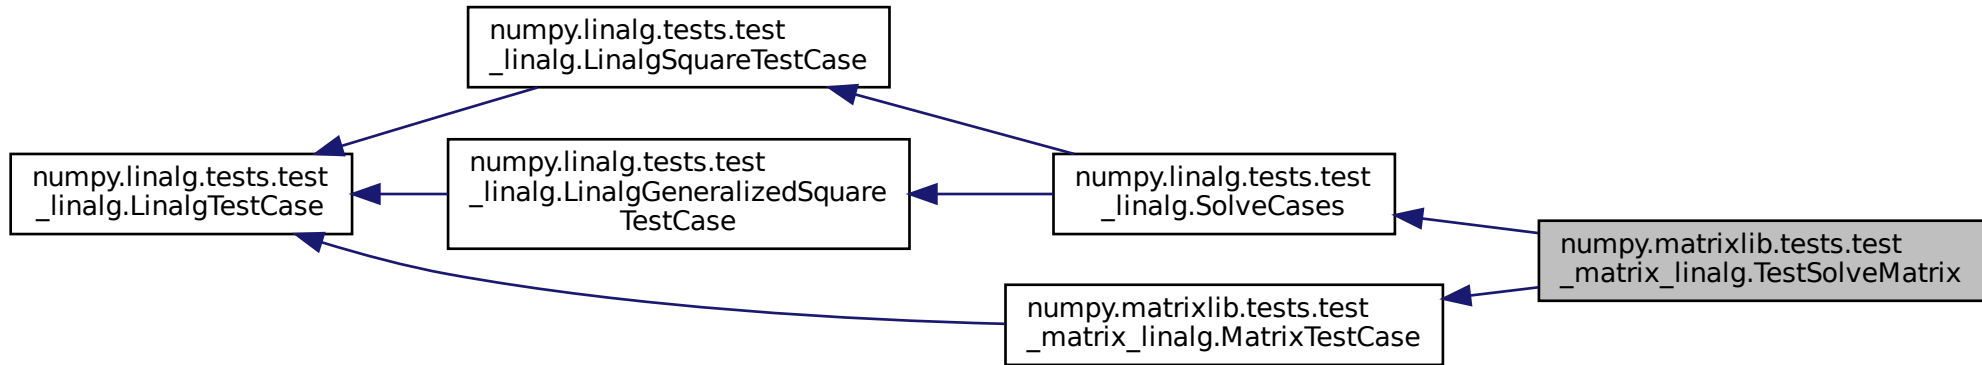 numpy.linalg.tests.test
_linalg.LinalgSquareTestCase
numpy.linalg.tests.test
_linalg.LinalgTestCase
numpy.linalg.tests.test
_linalg.LinalgGeneralizedSquare
TestCase
numpy.linalg.tests.test
_linalg.SolveCases
numpy.matrixlib.tests.test
_matrix_linalg.TestSolveMatrix
numpy.matrixlib.tests.test
_matrix_linalg.MatrixTestCase